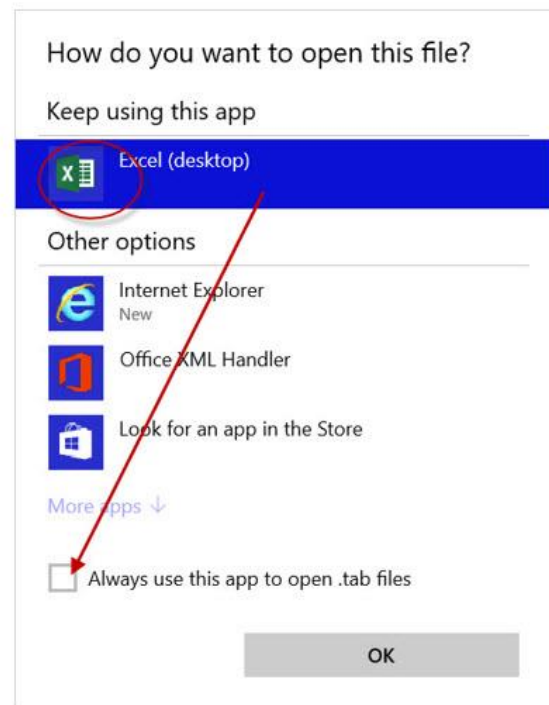 How do you want to open this file?
Keep using this app
Excel (desktop)
Other options
Internet Explorer
New
Office XML Handler
Look for an app in the Store
More apps ↓
Always use this app to open .tab files
OK